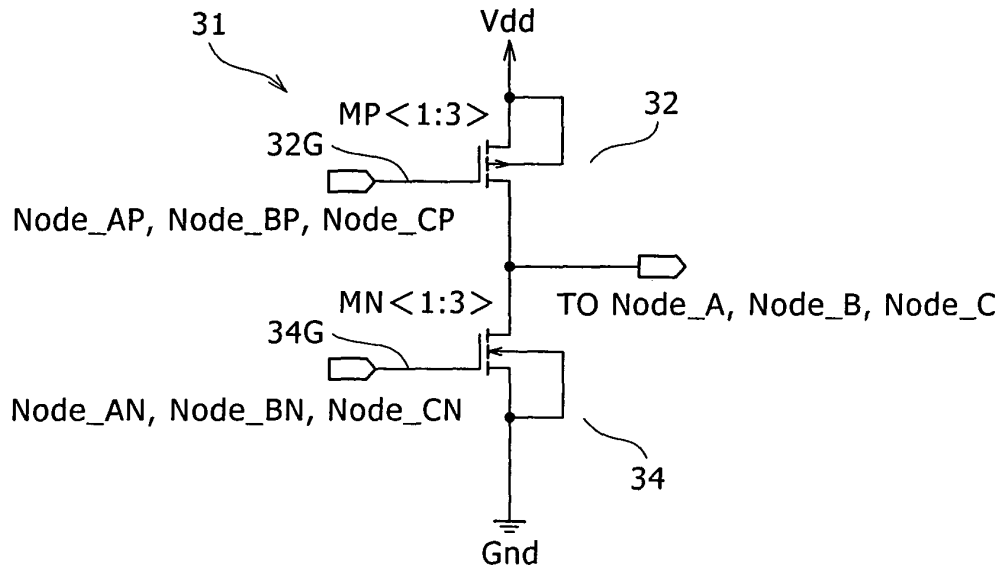 31
Vdd
MP<1:3>
32
32G
Node_AP, Node_BP, Node_CP
MN<1:3>
TO Node_A, Node_B, Node_C
34G
Node_AN, Node_BN, Node_CN
34
Gnd